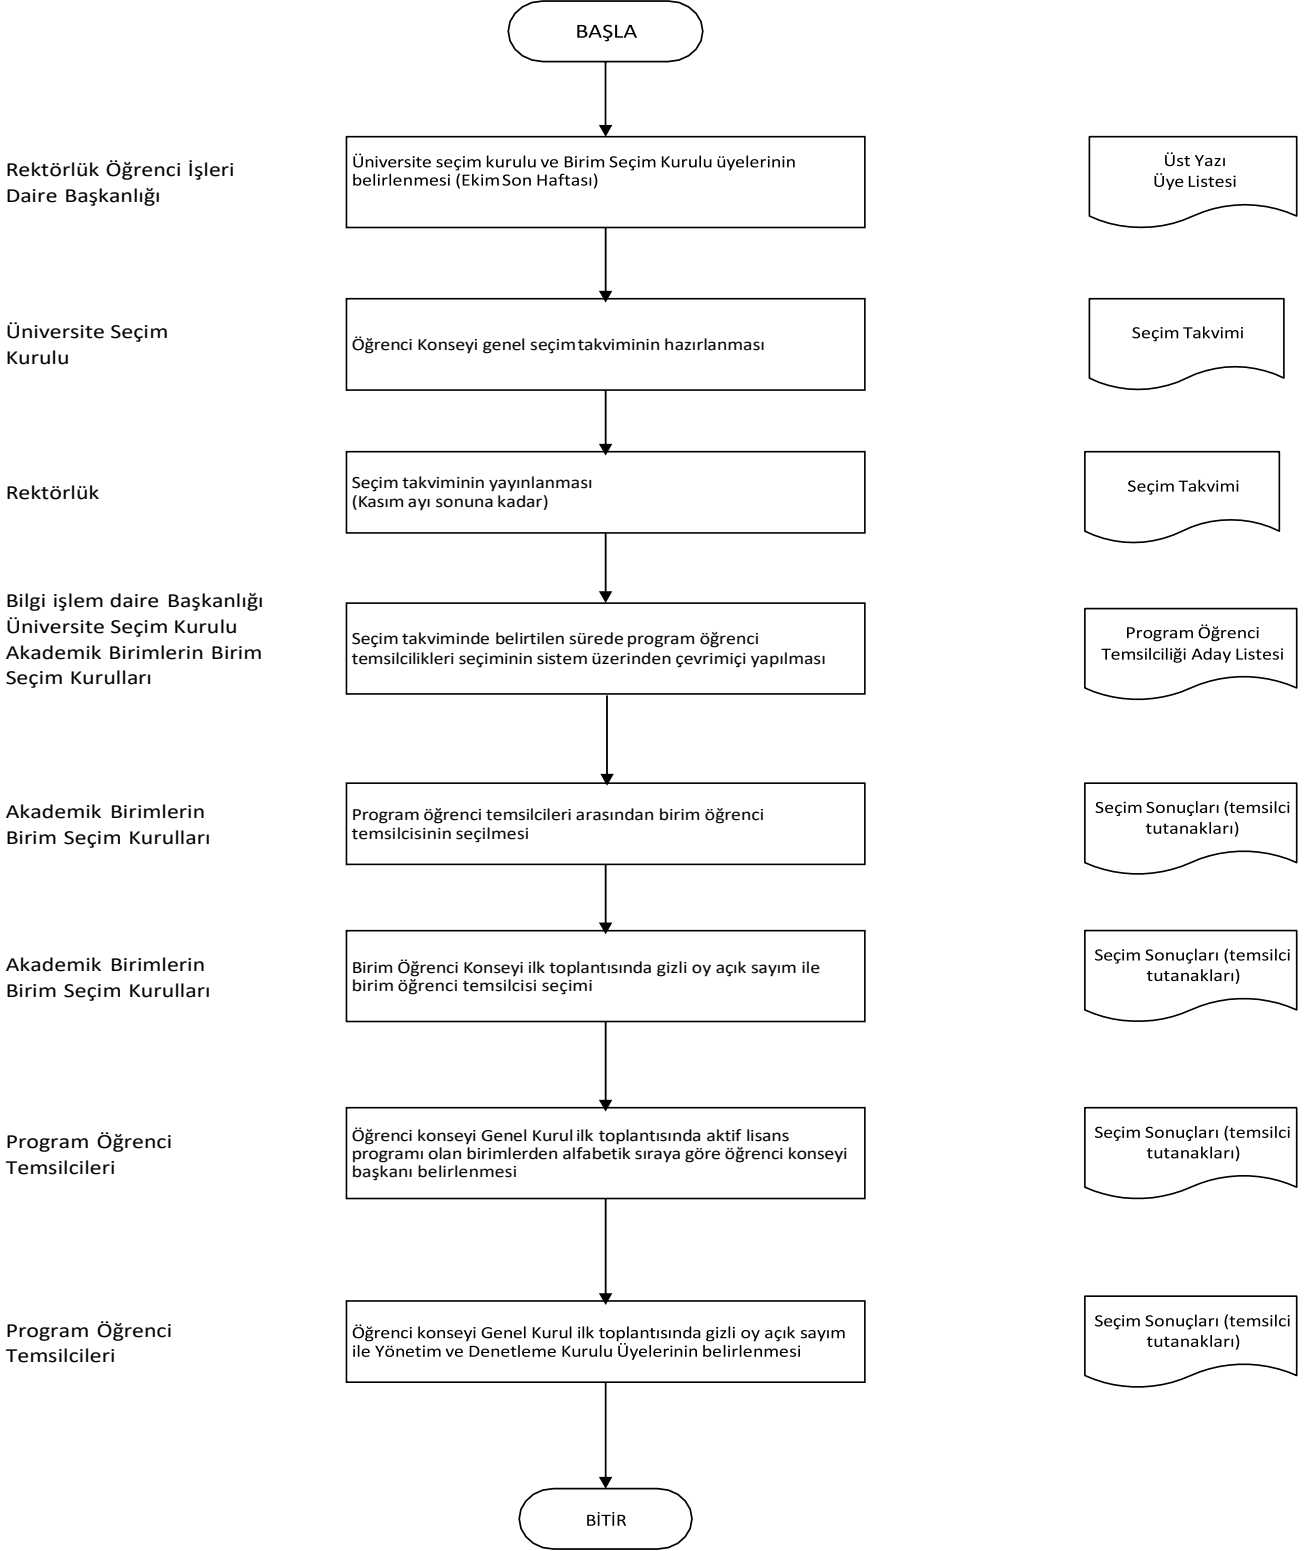 BAŞLA
Rektörlük Öğrenci İşleri
Daire Başkanlığı
Üniversite seçim kurulu ve Birim Seçim Kurulu üyelerinin
belirlenmesi (Ekim Son Haftası)
Üst Yazı
Üye Listesi
Üniversite Seçim
Kurulu
Öğrenci Konseyi genel seçim takviminin hazırlanması
Seçim Takvimi
Rektörlük
Seçim takviminin yayınlanması
(Kasım ayı sonuna kadar)
Seçim Takvimi
Bilgi işlem daire Başkanlığı
Üniversite Seçim Kurulu
Akademik Birimlerin Birim
Seçim Kurulları
Seçim takviminde belirtilen sürede program öğrenci
temsilcilikleri seçiminin sistem üzerinden çevrimiçi yapılması
Program Öğrenci
Temsilciliği Aday Listesi
Akademik Birimlerin
Birim Seçim Kurulları
Program öğrenci temsilcileri arasından birim öğrenci
temsilcisinin seçilmesi
Seçim Sonuçları (temsilci
tutanakları)
Akademik Birimlerin
Birim Seçim Kurulları
Birim Öğrenci Konseyi ilk toplantısında gizli oy açık sayım ile
birim öğrenci temsilcisi seçimi
Seçim Sonuçları (temsilci
tutanakları)
Program Öğrenci
Temsilcileri
Öğrenci konseyi Genel Kurul ilk toplantısında aktif lisans
programı olan birimlerden alfabetik sıraya göre öğrenci konseyi
başkanı belirlenmesi
Seçim Sonuçları (temsilci
tutanakları)
Program Öğrenci
Temsilcileri
Öğrenci konseyi Genel Kurul ilk toplantısında gizli oy açık sayım
ile Yönetim ve Denetleme Kurulu Üyelerinin belirlenmesi
Seçim Sonuçları (temsilci
tutanakları)
BİTİR